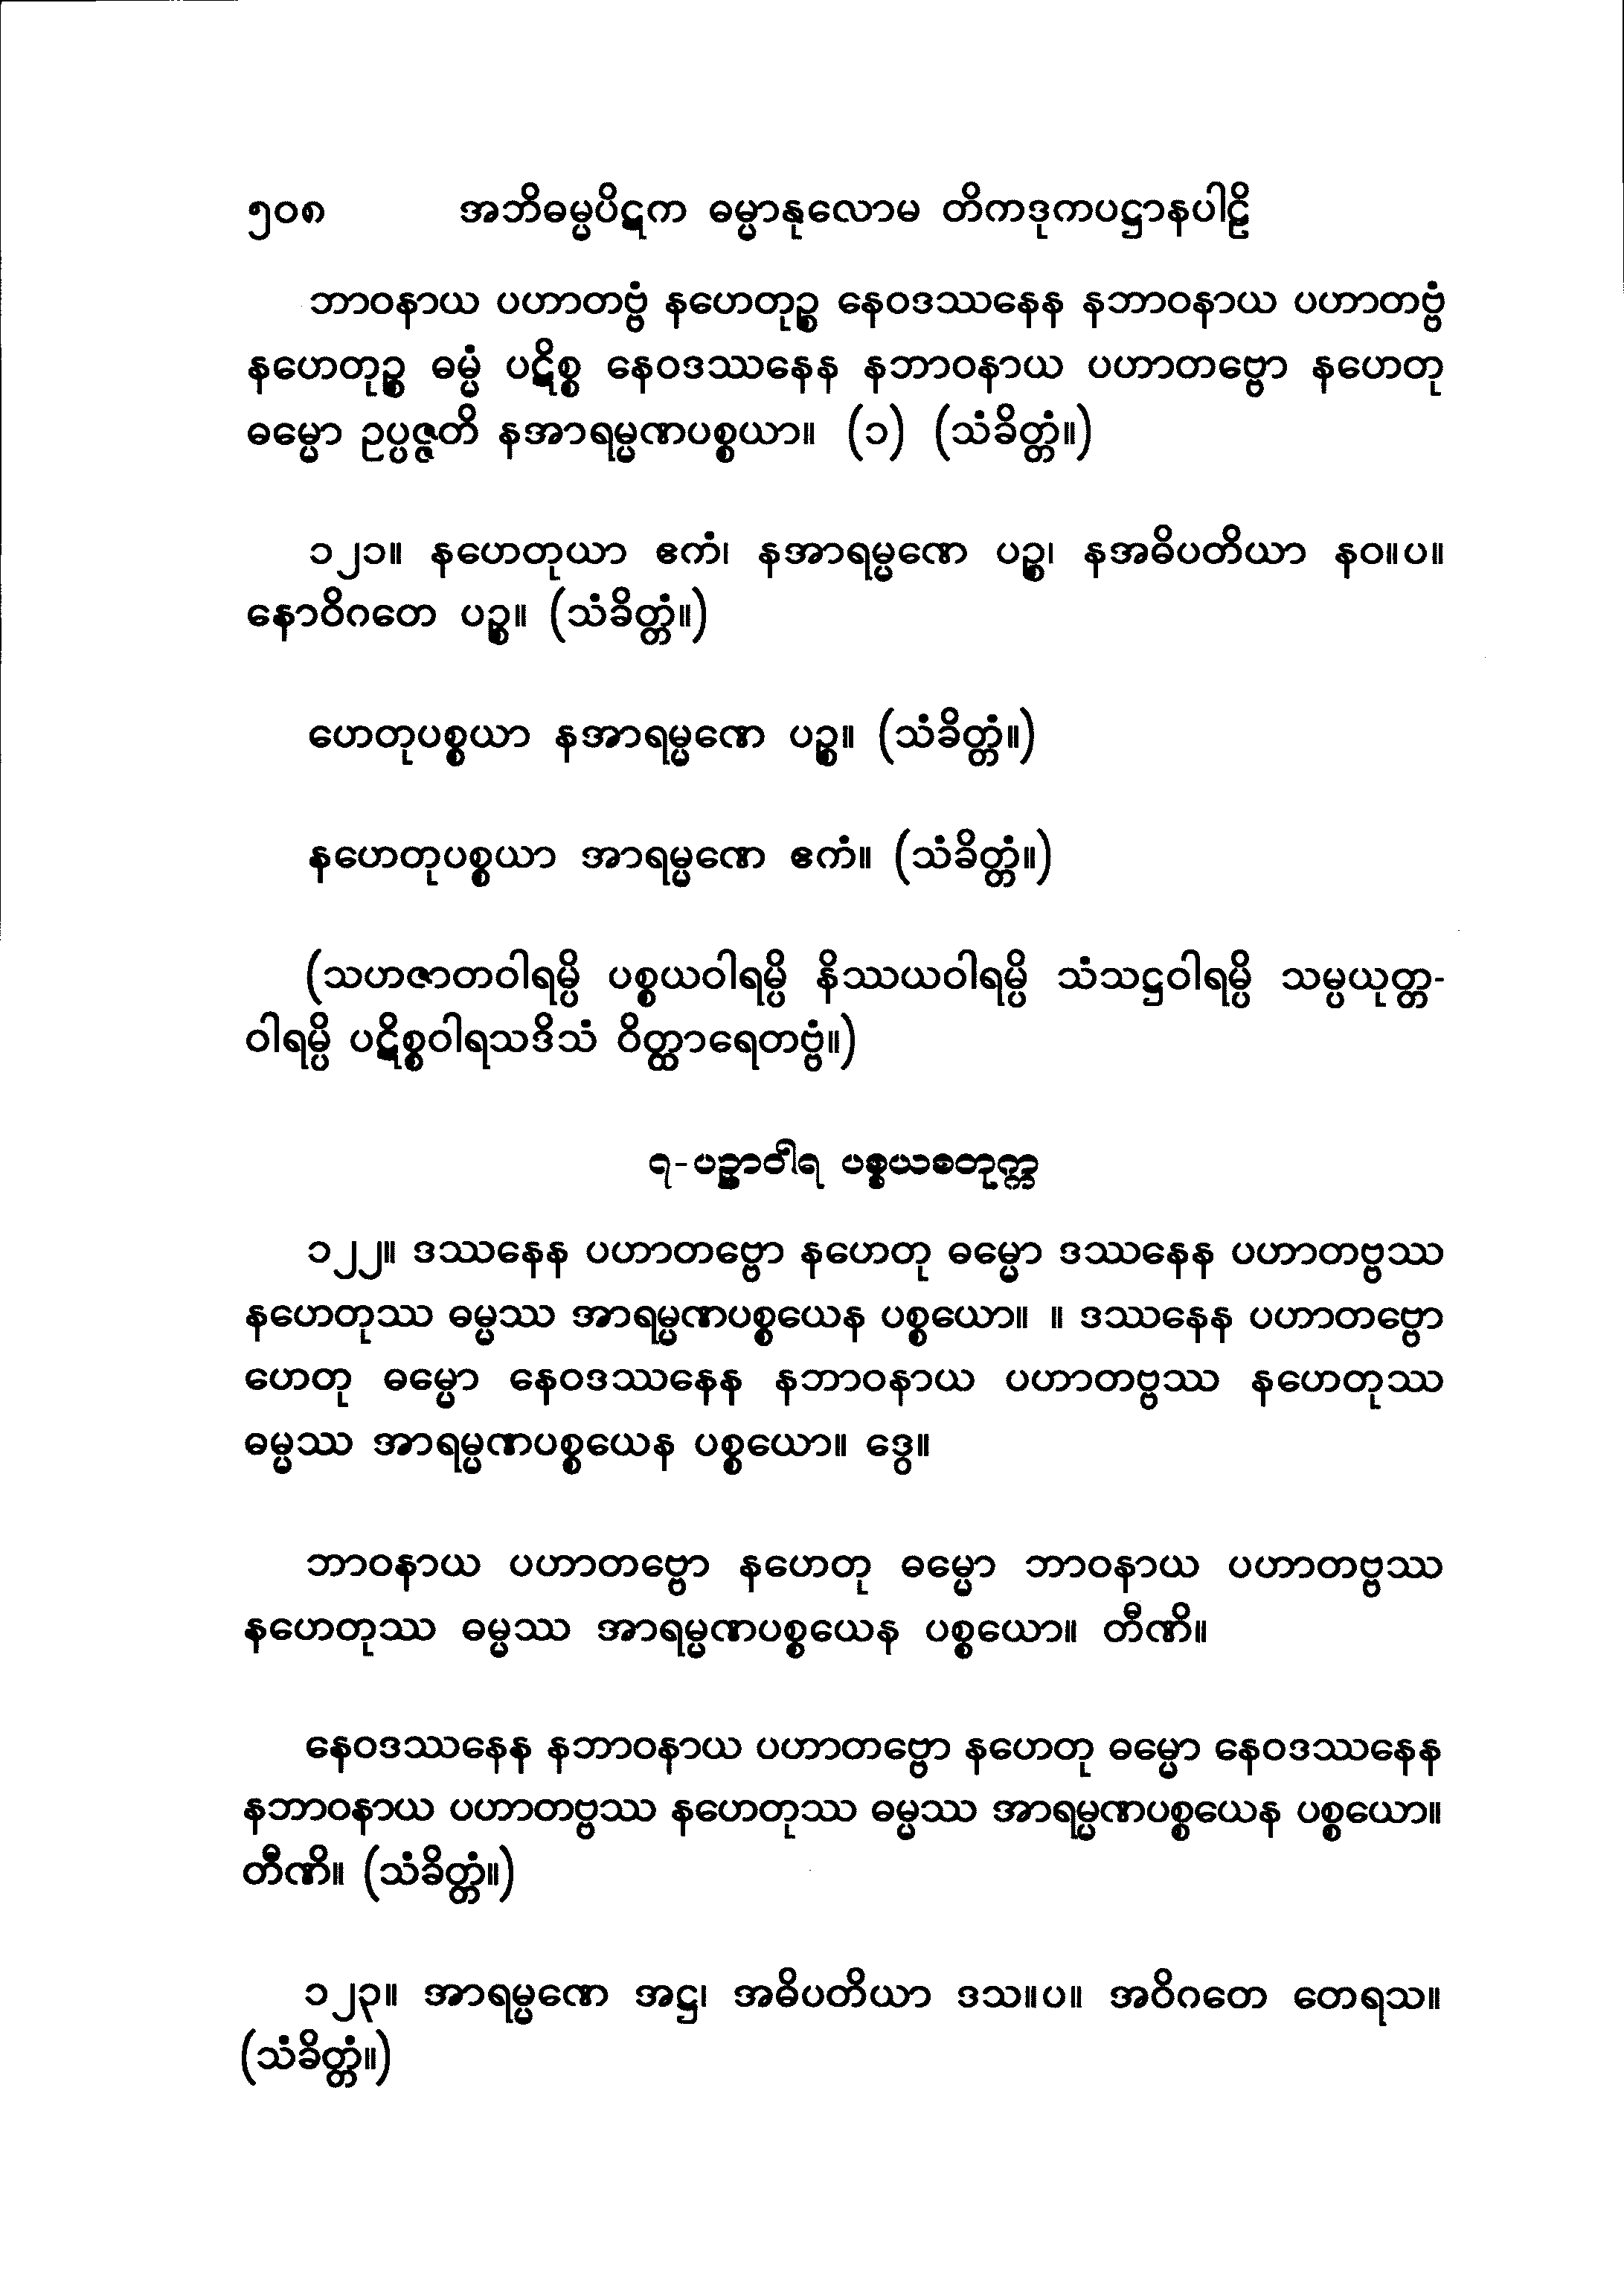 ၅၀၈ အဘိဓမ္မပိဋက ဓမ္မာနုလောမ တိကဒုကပဋ္ဌာနပါဠိ
ဘာဝနာယ ပဟာတဗ္ဗံ နဟေတုဉ္စ နေဝဒဿနေန နဘာဝနာယ ပဟာတဗ္ဗံ
နဟေတုဉ္စ ဓမ္မံ ပဋိစ္စ နေဝဒဿနေန နဘာဝနာယ ပဟာတဗ္ဗော နဟေတု
ဓမ္မော ဥပ္ပဇ္ဇတိ နအာရမ္မဏပစ္စယာ။ (၁) (သံခိတ္တံ။)
၁၂၁။ နဟေတုယာ ဧကံ၊ နအာရမ္မဏေ ပဉ္စ၊ နအဓိပတိယာ နဝ။ပ။
နောဝိဂတေ ပဉ္စ။ (သံခိတ္တံ။)
ဟေတုပစ္စယာ နအာရမ္မဏေ ပဉ္စ။ (သံခိတ္တံ။)
နဟေတုပစ္စယာ အာရမ္မဏေ ဧကံ။ (သံခိတ္တံ။)
(သဟဇာတဝါရမ္ပိ ပစ္စယဝါရမ္ပိ နိဿယဝါရမ္ပိ သံသဋ္ဌဝါရမ္ပိ သမ္ပယုတ္တ-
ဝါရမ္ပိ ပဋိစ္စဝါရသဒိသံ ဝိတ္ထာရေတဗ္ဗံ။)
၇-ပဉှာဝါရ ပစ္စယစတုက္က
၁၂၂။ ဒဿနေန ပဟာတဗ္ဗော နဟေတု ဓမ္မော ဒဿနေန ပဟာတဗ္ဗဿ
နဟေတုဿ ဓမ္မဿ အာရမ္မဏပစ္စယေန ပစ္စယော။ ။ ဒဿနေန ပဟာတဗ္ဗော
ဟေတု ဓမ္မော နေဝဒဿနေန နဘာဝနာယ ပဟာတဗ္ဗဿ နဟေတုဿ
ဓမ္မဿ အာရမ္မဏပစ္စယေန ပစ္စယော။ ဒွေ။
ဘာဝနာယ ပဟာတဗ္ဗော နဟေတု ဓမ္မော ဘာဝနာယ ပဟာတဗ္ဗဿ
နဟေတုဿ ဓမ္မဿ အာရမ္မဏပစ္စယေန ပစ္စယော။ တီဏိ။
နေဝဒဿနေန နဘာဝနာယ ပဟာတဗ္ဗော နဟေတု ဓမ္မော နေဝဒဿနေန
နဘာဝနာယ ပဟာတဗ္ဗဿ နဟေတုဿ ဓမ္မဿ အာရမ္မဏပစ္စယေန ပစ္စယော။
တီဏိ။ (သံခိတ္တံ။)
၁၂၃။ အာရမ္မဏေ အဋ္ဌ၊ အဓိပတိယာ ဒသ။ပ။ အဝိဂတေ တေရသ။
(သံခိတ္တံ။)